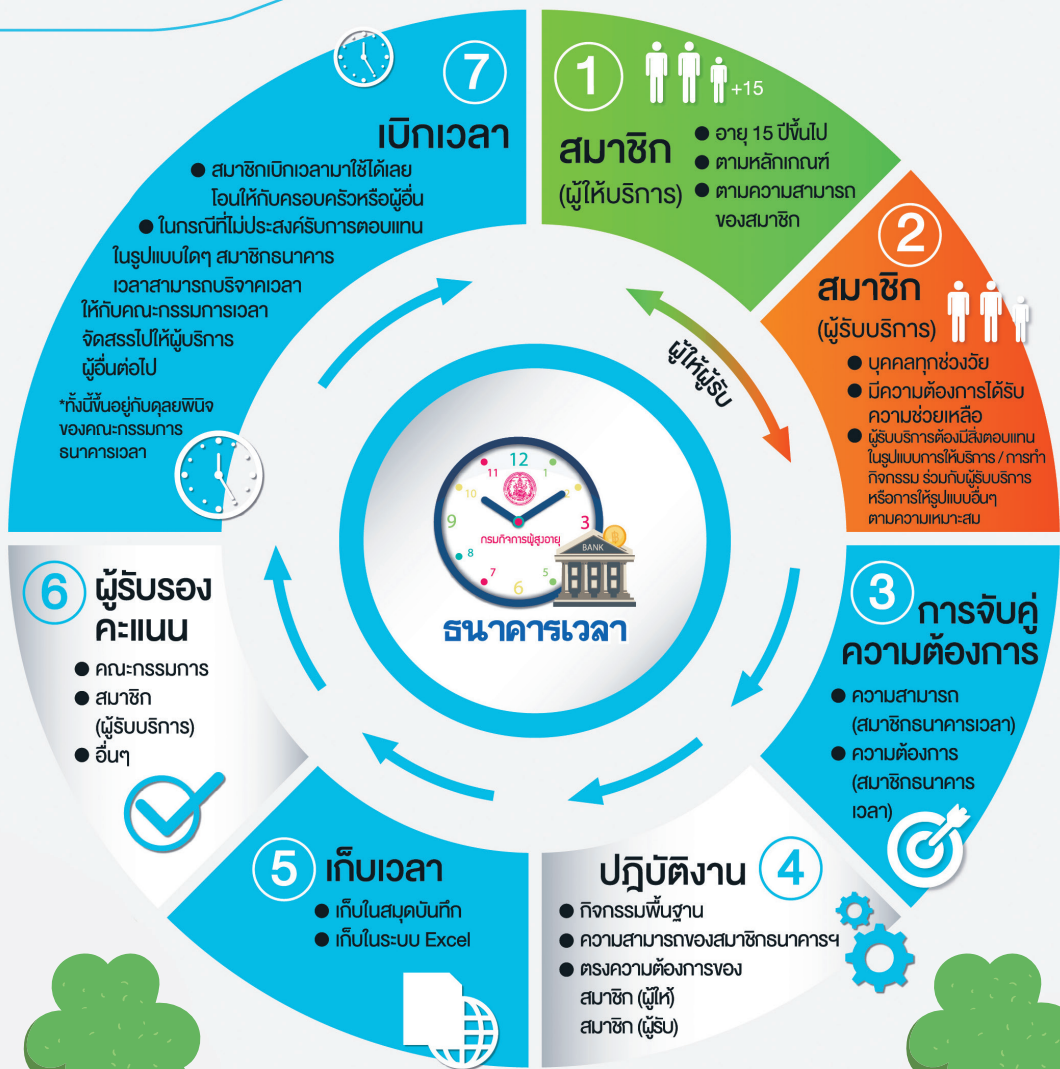 1
+15
สมาชิก
(ผู้ให้บริการ)
● อายุ 15 ปีขึ้นไป
● ตามหลักเกณฑ์
● ตามความสามารถ
ของสมาชิก
2
สมาชิก
(ผู้รับบริการ)
● บุคคลทุกช่วงวัย
● มีความต้องการได้รับ
ความช่วยเหลือ
● ผู้รับบริการต้องมีสิ่งตอบแทน
ในรูปแบบการให้บริการ / การทำ
กิจกรรม ร่วมกับผู้รับบริการ
หรือการให้รูปแบบอื่นๆ
ตามความเหมาะสม
ผู้ให้ผู้รับ
3
การจับคู่
ความต้องการ
● ความสามารถ
(สมาชิกธนาคารเวลา)
● ความต้องการ
(สมาชิกธนาคาร
เวลา)
4
ปฎิบัติงาน
● กิจกรรมพื้นฐาน
● ความสามารถของสมาชิกธนาคารฯ
● ตรงความต้องการของ
สมาชิก (ผู้ให้)
สมาชิก (ผู้รับ)
5
เก็บเวลา
● เก็บในสมุดบันทึก
● เก็บในระบบ Excel
6
ผู้รับรอง
คะแนน
● คณะกรรมการ
● สมาชิก
(ผู้รับบริการ)
● อื่นๆ
7
เบิกเวลา
● สมาชิกเบิกเวลามาใช้ได้เลย
โอนให้กับครอบครัวหรือผู้อื่น
● ในกรณีที่ไม่ประสงค์รับการตอบแทน
ในรูปแบบใดๆ สมาชิกธนาคาร
เวลาสามารถบริจาคเวลา
ให้กับคณะกรรมการเวลา
จัดสรรไปให้ผู้บริการ
ผู้อื่นต่อไป
*ทั้งนี้ขึ้นอยู่กับดุลยพินิจ
ของคณะกรรมการ
ธนาคารเวลา
12
11
1
10
2
9
3
กรมกิจการผู้สูงอายุ
8
7
6
5
BANK
ธนาคารเวลา